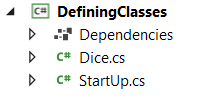 C# DefiningClasses
Dependencies
C# Dice.cs
C# StartUp.cs